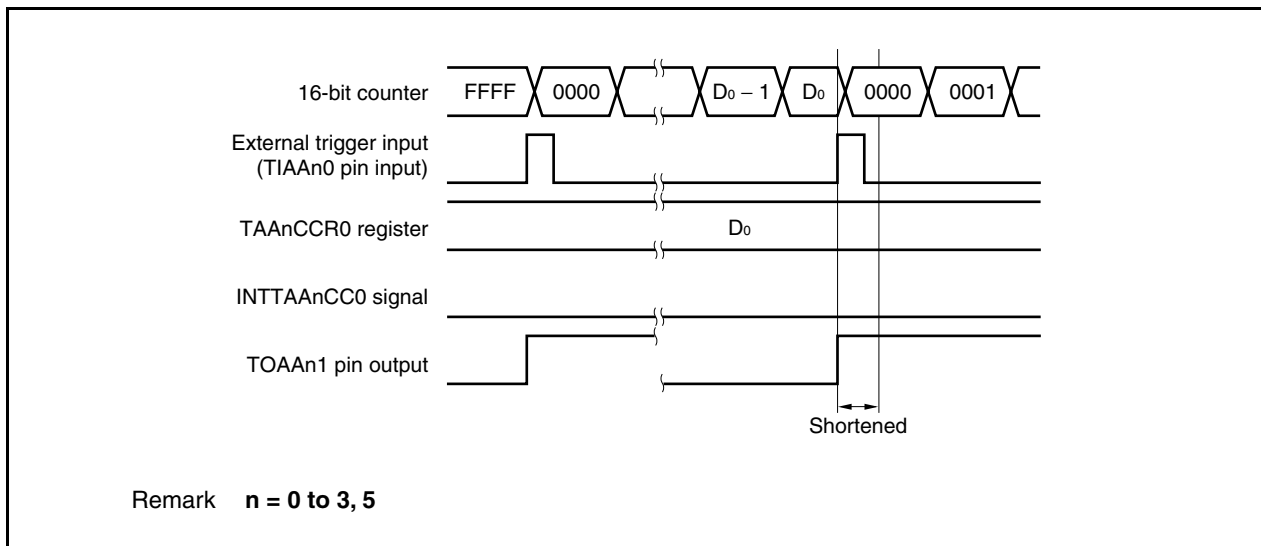 16-bit counter FFFF 0000 D₀ − 1 D₀ 0000 0001
External trigger input
(TIAAn0 pin input)
TAAnCCR0 register D₀
INTTAAnCC0 signal
TOAAn1 pin output
Shortened
Remark n = 0 to 3, 5